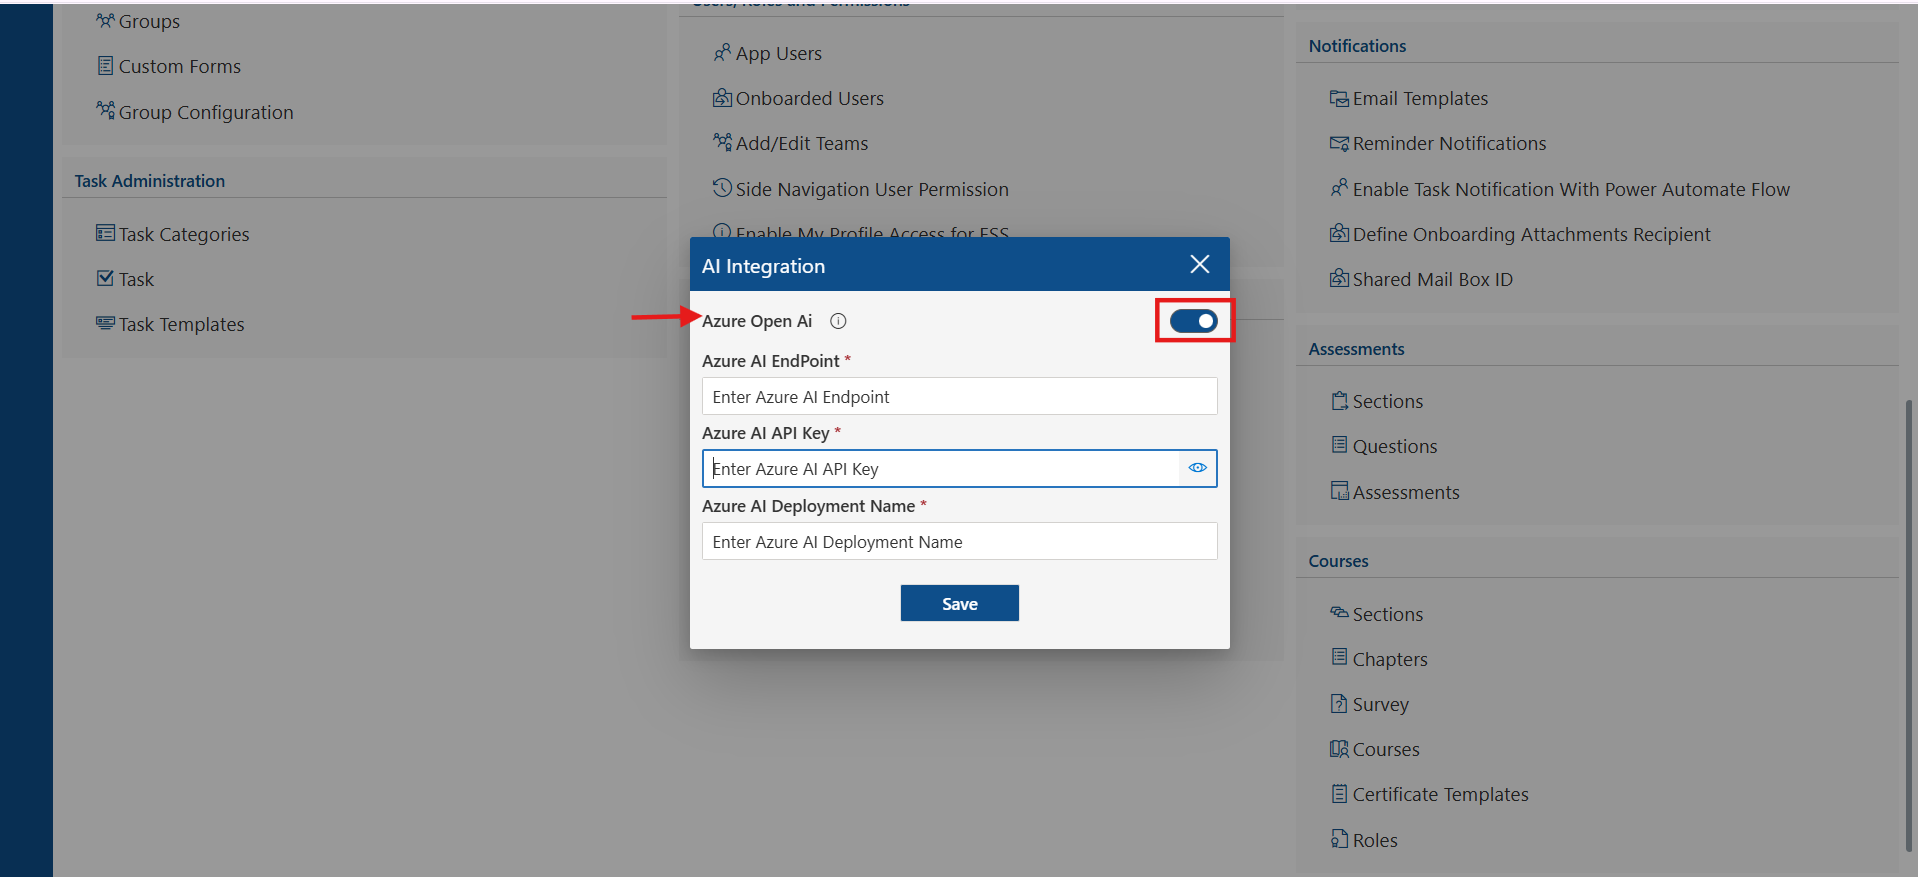 Groups
Custom Forms
Group Configuration
Task Administration
Task Categories
Task
Task Templates
Users, Roles and Permissions
App Users
Onboarded Users
Add/Edit Teams
Side Navigation User Permission
Enable My Profile Access for ESS
AI Integration
Azure Open Ai
Azure AI EndPoint *
Enter Azure AI Endpoint
Azure AI API Key *
Enter Azure AI API Key
Azure AI Deployment Name *
Enter Azure AI Deployment Name
Save
Notifications
Email Templates
Reminder Notifications
Enable Task Notification With Power Automate Flow
Define Onboarding Attachments Recipient
Shared Mail Box ID
Assessments
Sections
Questions
Assessments
Courses
Sections
Chapters
Survey
Courses
Certificate Templates
Roles